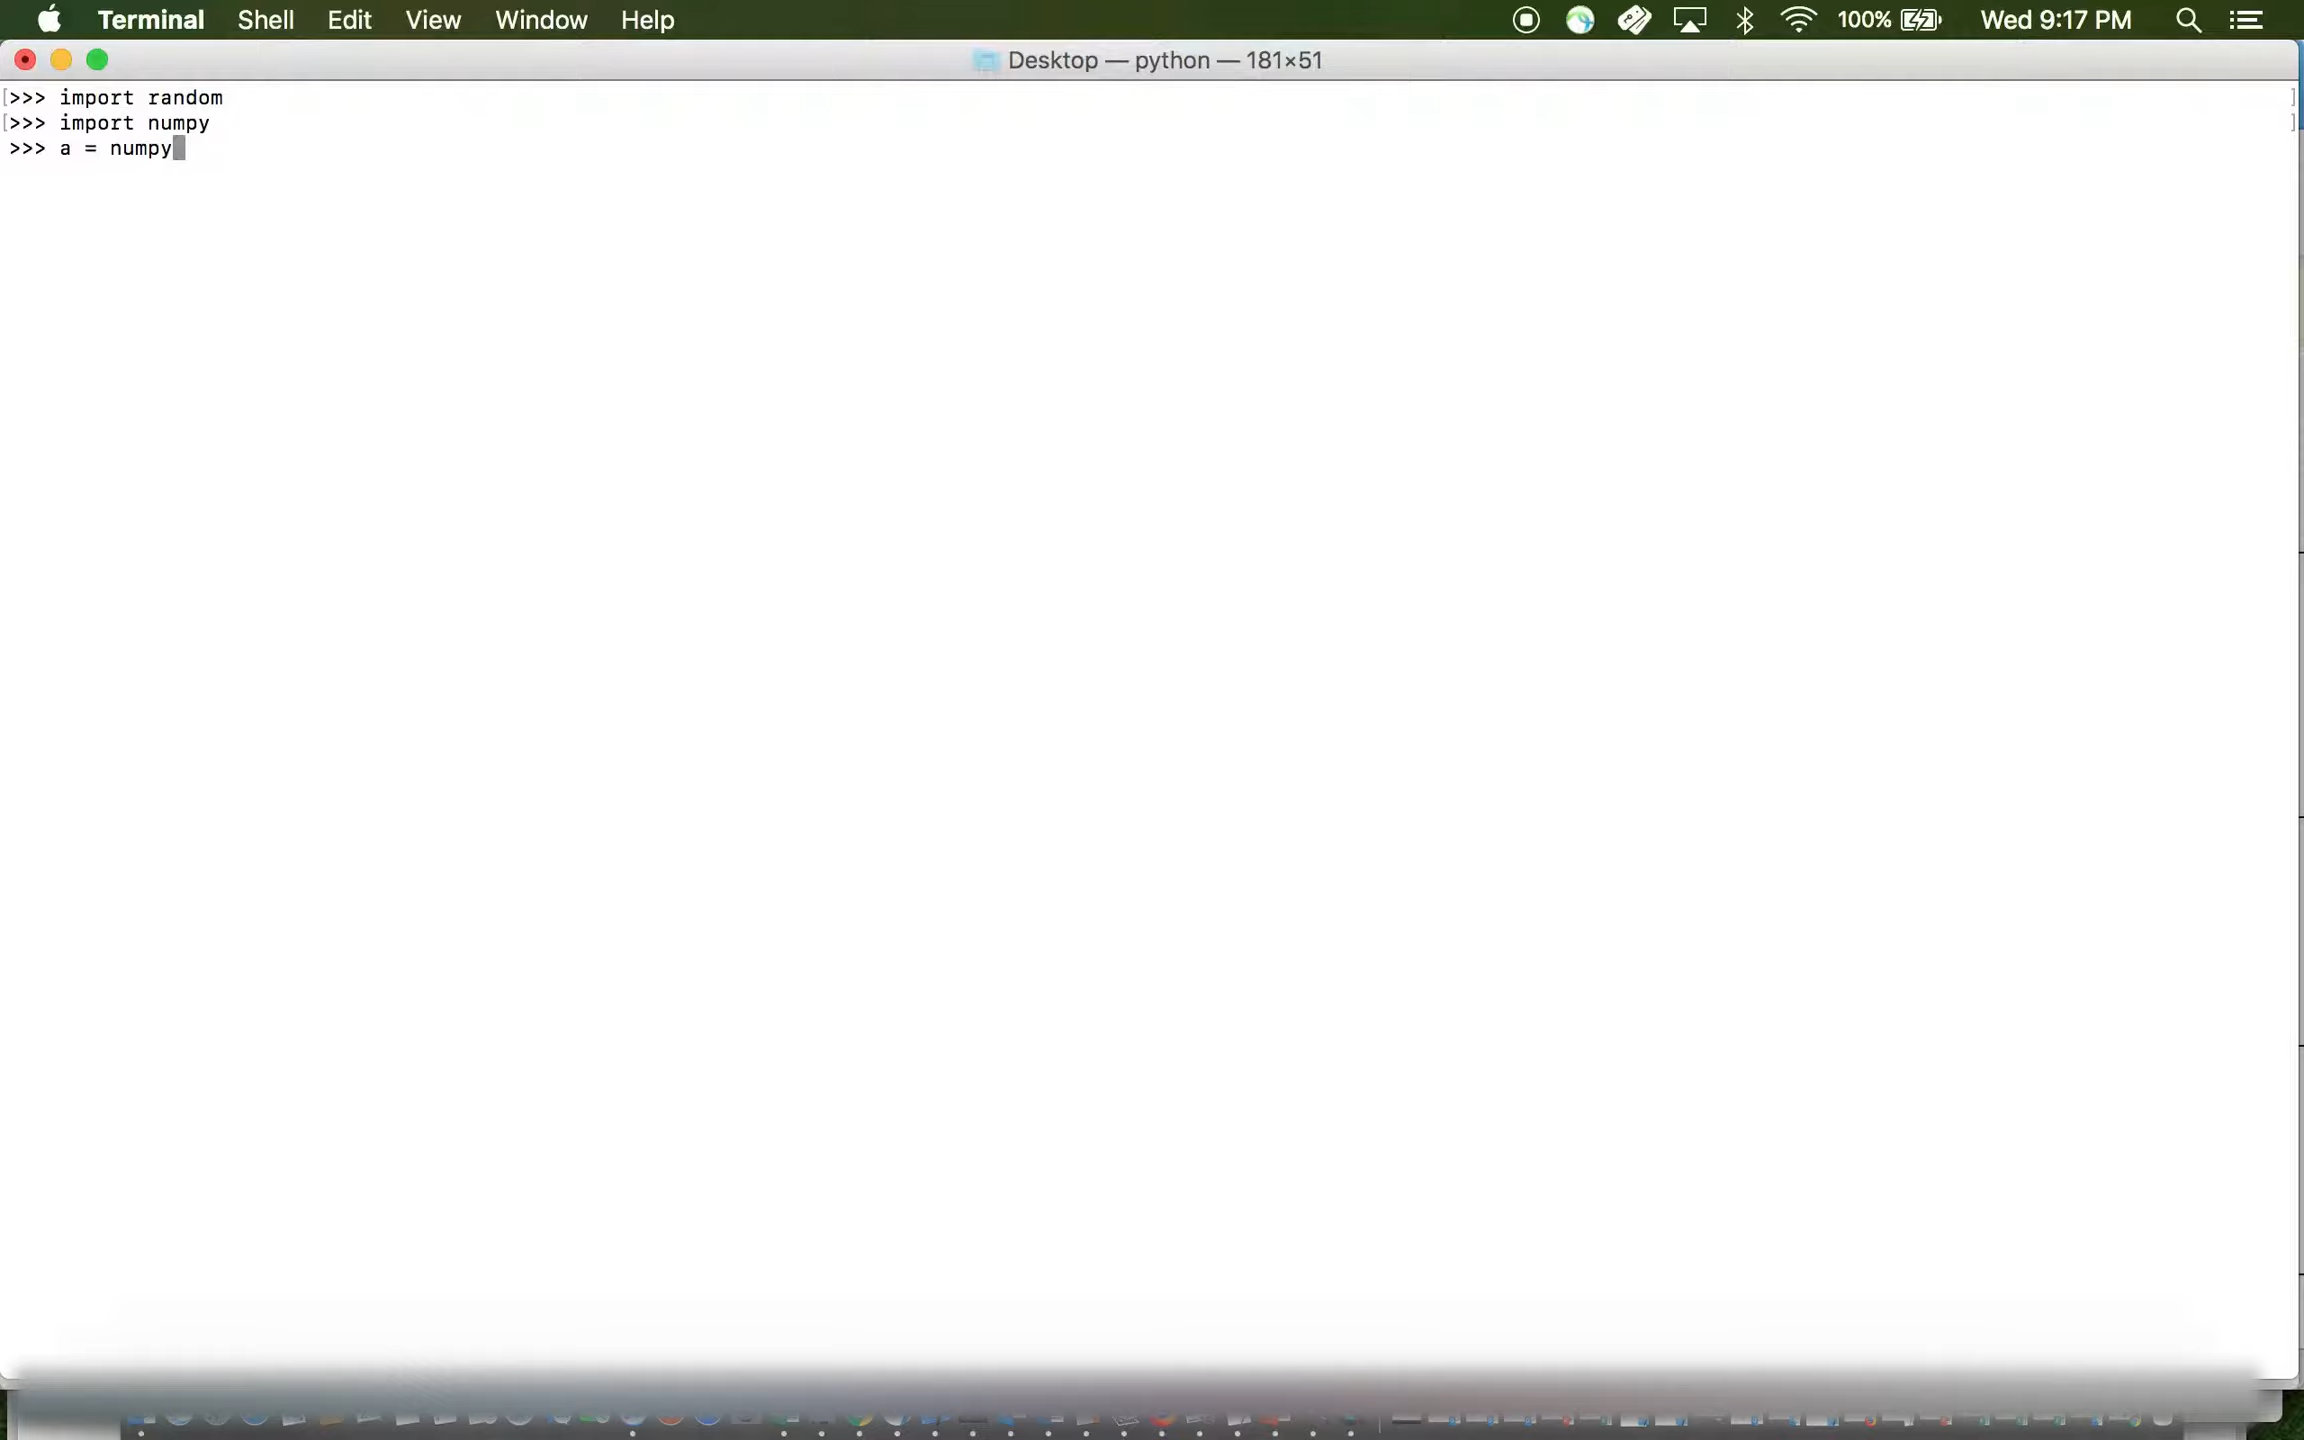 Terminal Shell Edit View Window Help 100% Wed 9:17 PM
Desktop — python — 181×51
[>>> import random ]
[>>> import numpy ]
>>> a = numpy